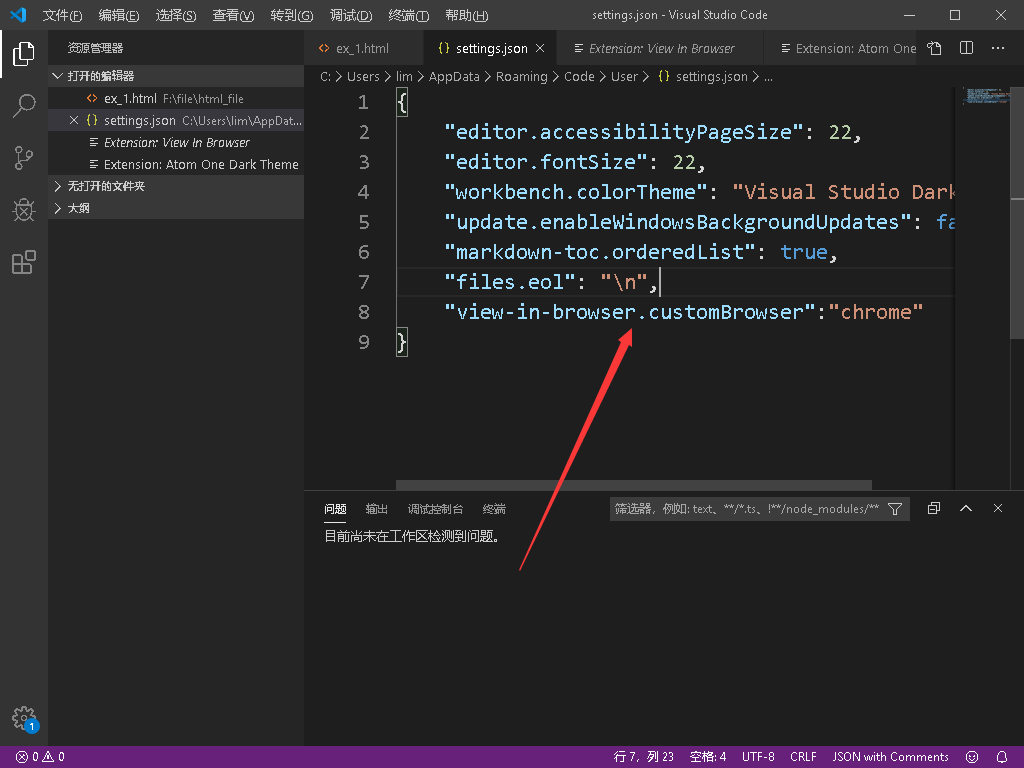 文件(F) 编辑(E) 选择(S) 查看(V) 转到(G) 调试(D) 终端(T) 帮助(H) settings.json - Visual Studio Code
资源管理器
打开的编辑器
ex_1.html F:\file\html_file
settings.json C:\Users\lim\AppDat...
Extension: View In Browser
Extension: Atom One Dark Theme
无打开的文件夹
大纲
ex_1.html {} settings.json Extension: View In Browser Extension: Atom One
C: > Users > lim > AppData > Roaming > Code > User > {} settings.json > ...
1 {
2 "editor.accessibilityPageSize": 22,
3 "editor.fontSize": 22,
4 "workbench.colorTheme": "Visual Studio Dark
5 "update.enableWindowsBackgroundUpdates": fa
6 "markdown-toc.orderedList": true,
7 "files.eol": "\n",
8 "view-in-browser.customBrowser":"chrome"
9 }
问题 输出 调试控制台 终端 筛选器，例如: text、**/*.ts、!**/node_modules/**
目前尚未在工作区检测到问题。
1
0 0 行 7，列 23 空格: 4 UTF-8 CRLF JSON with Comments